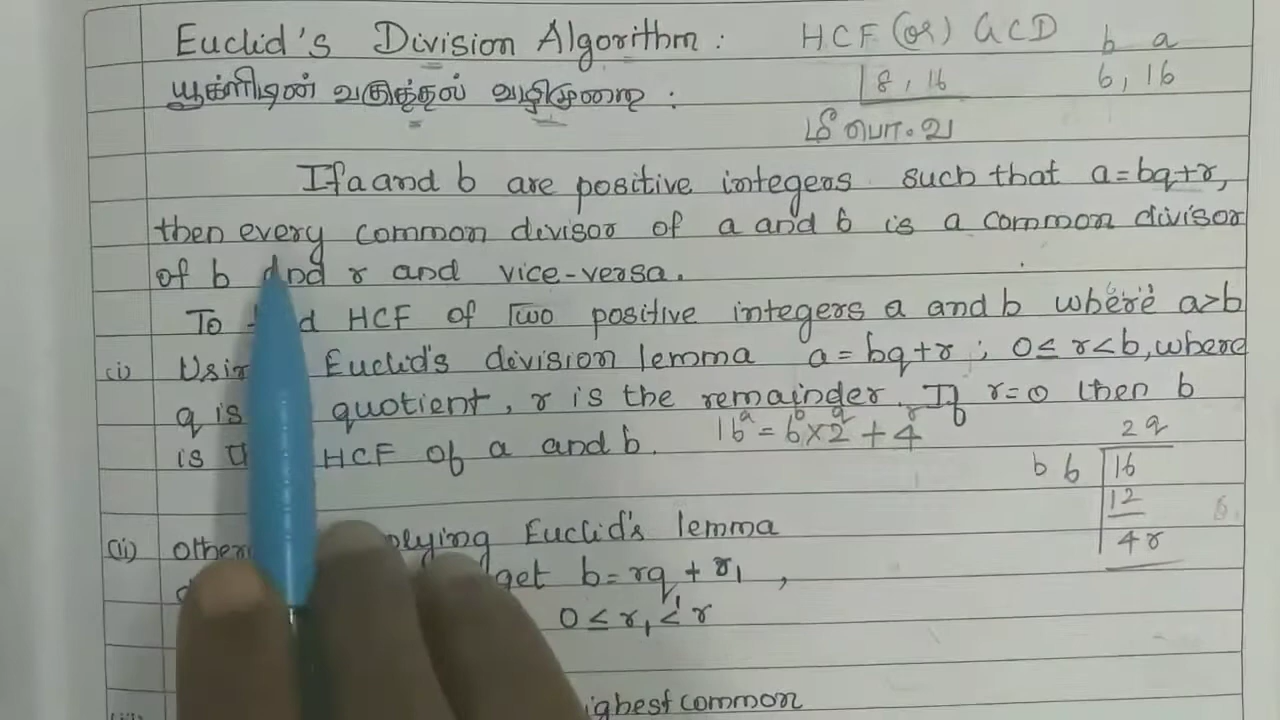 Euclid's Division Algorithm :
HCF (or) GCD
b a
யூக்ளிடின் வகுத்தல் வழிமுறை :
8, 16
6, 16
மீ பொ. வ
If a and b are positive integers such that a = bq + r,
then every common divisor of a and b is a common divisor
of b and r and vice-versa.
To HCF of Two positive integers a and b where a > b
(i) Euclid's division lemma a = bq + r ; 0 ≤ r < b, where
q is quotient, r is the remainder. If r = 0 then b
is HCF of a and b.
a b q r
16 = 6 × 2 + 4
2 q
b 6 16
12
4 r
6
(ii) Euclid's lemma
get b = rq₁ + r₁ ,
0 ≤ r₁ < r
common